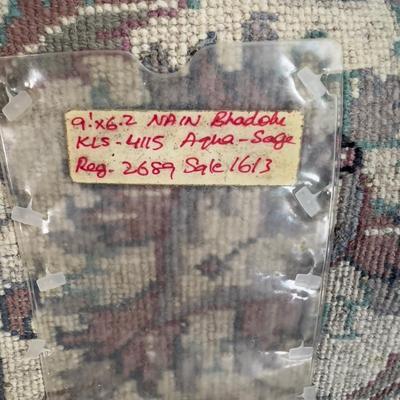 9'x6.2 NAIN Bhadohi
KLS-4115 Aqua-Sage
Reg. 2689 Sale 1613